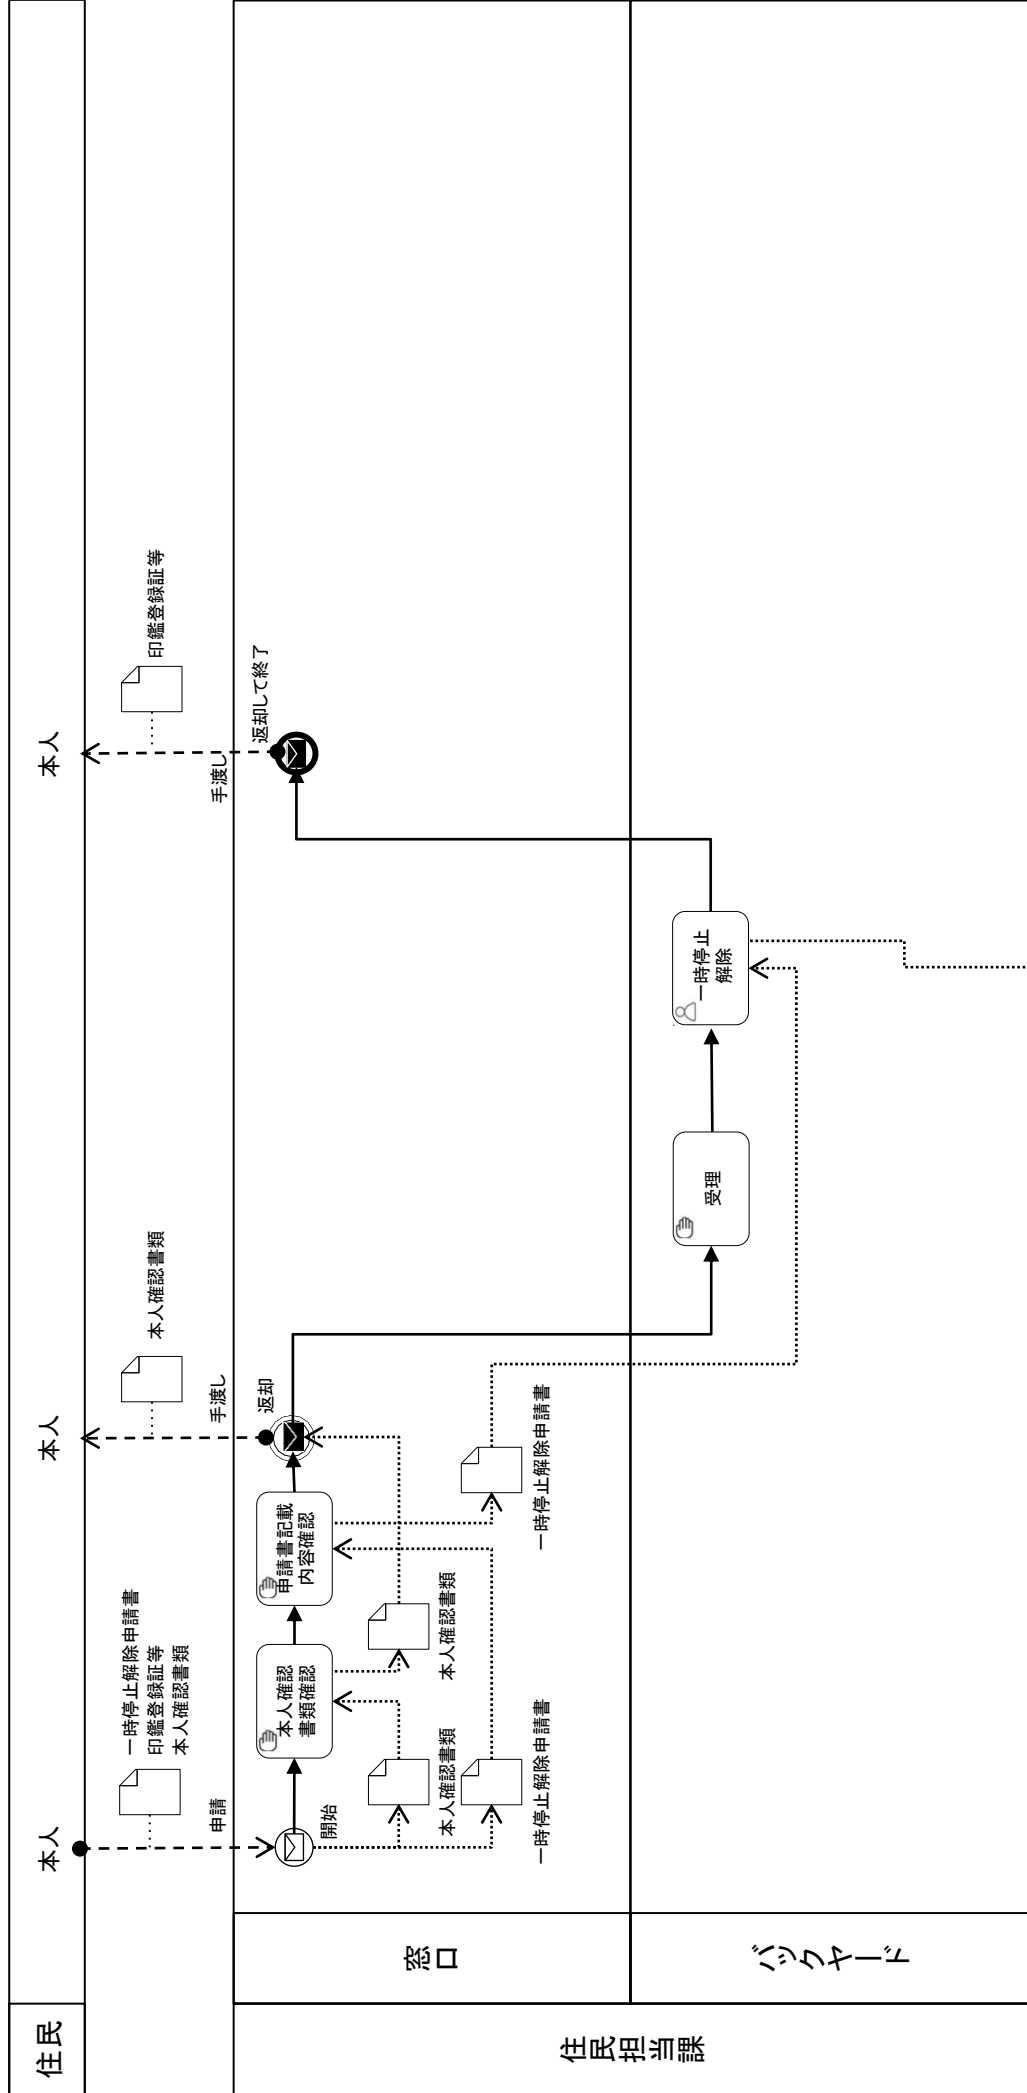 住民
本人
本人
本人
一時停止解除申請書
印鑑登録証等
本人確認書類
本人確認書類
印鑑登録証等
申請
手渡し
手渡し
住民担当課
窓口
開始
本人確認
書類確認
申請書記載
内容確認
返却
返却して終了
本人確認書類
本人確認書類
一時停止解除申請書
一時停止解除申請書
バックヤード
受理
一時停止
解除